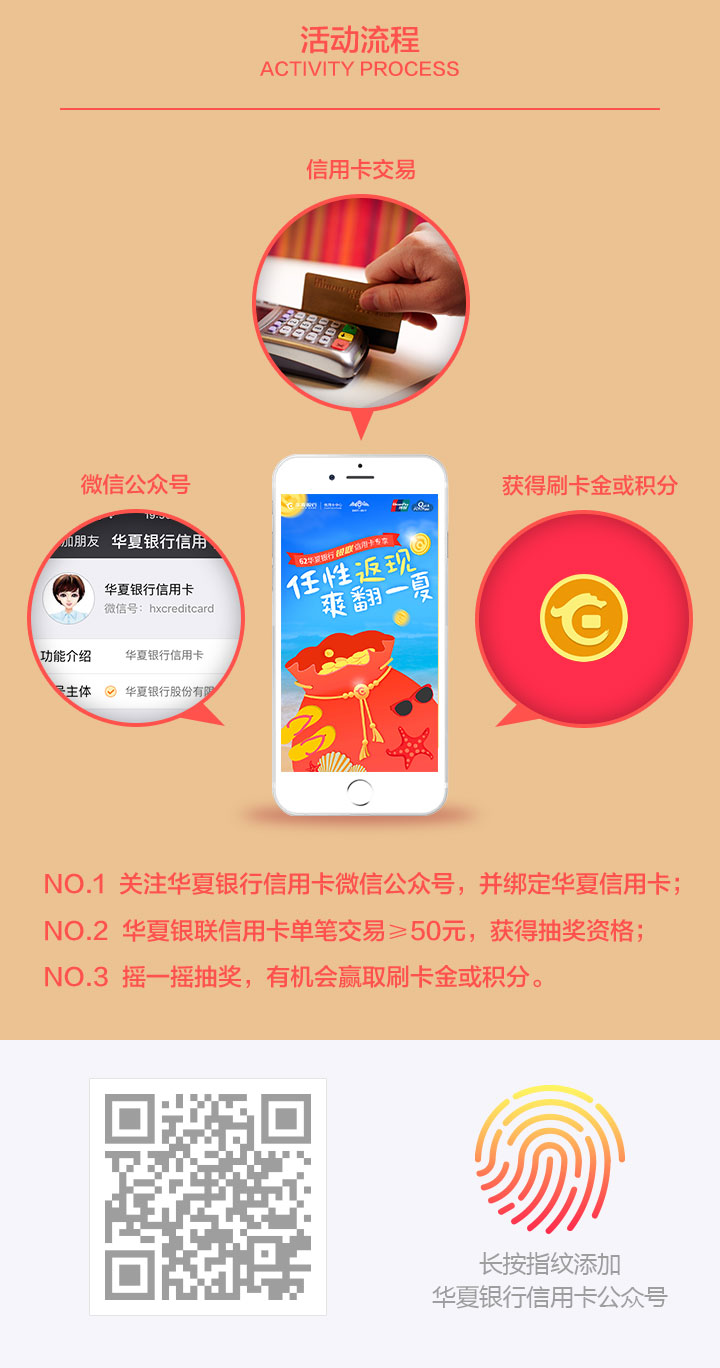 活动流程
ACTIVITY PROCESS
信用卡交易
微信公众号
获得刷卡金或积分
加朋友 华夏银行信用
华夏银行信用卡
微信号：hxcreditcard
功能介绍 华夏银行信用卡
号主体 华夏银行股份有限
62华夏银行银联信用卡专享
任性返现
爽翻一夏
NO.1 关注华夏银行信用卡微信公众号，并绑定华夏信用卡；
NO.2 华夏银联信用卡单笔交易≥50元，获得抽奖资格；
NO.3 摇一摇抽奖，有机会赢取刷卡金或积分。
长按指纹添加
华夏银行信用卡公众号